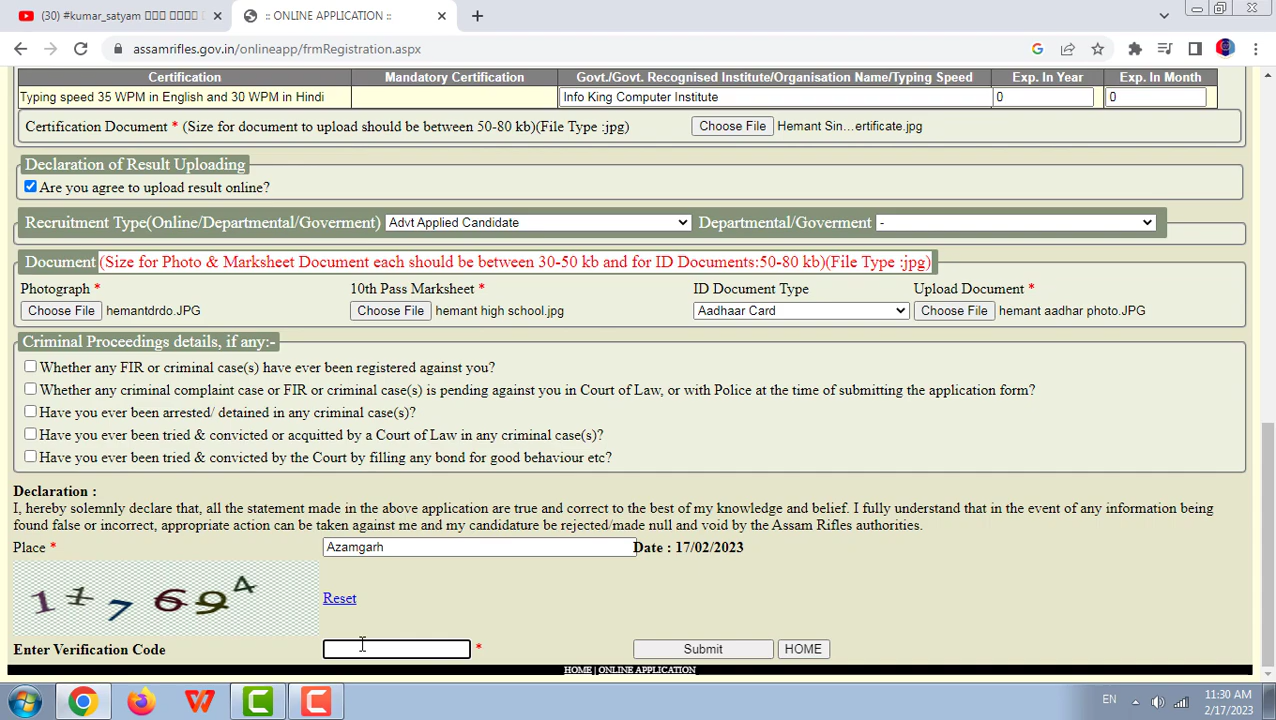 (30) #kumar_satyam
:: ONLINE APPLICATION ::
assamrifles.gov.in/onlineapp/frmRegistration.aspx
Certification Mandatory Certification Govt./Govt. Recognised Institute/Organisation Name/Typing Speed Exp. In Year Exp. In Month
Typing speed 35 WPM in English and 30 WPM in Hindi Info King Computer Institute 0 0
Certification Document * (Size for document to upload should be between 50-80 kb)(File Type :jpg) Choose File Hemant Sin…ertificate.jpg
Declaration of Result Uploading
Are you agree to upload result online?
Recruitment Type(Online/Departmental/Goverment) Advt Applied Candidate Departmental/Goverment -
Document (Size for Photo & Marksheet Document each should be between 30-50 kb and for ID Documents:50-80 kb)(File Type :jpg)
Photograph * 10th Pass Marksheet * ID Document Type Upload Document *
Choose File hemantdrdo.JPG Choose File hemant high school.jpg Aadhaar Card Choose File hemant aadhar photo.JPG
Criminal Proceedings details, if any:-
Whether any FIR or criminal case(s) have ever been registered against you?
Whether any criminal complaint case or FIR or criminal case(s) is pending against you in Court of Law, or with Police at the time of submitting the application form?
Have you ever been arrested/ detained in any criminal case(s)?
Have you ever been tried & convicted or acquitted by a Court of Law in any criminal case(s)?
Have you ever been tried & convicted by the Court by filling any bond for good behaviour etc?
Declaration :
I, hereby solemnly declare that, all the statement made in the above application are true and correct to the best of my knowledge and belief. I fully understand that in the event of any information being
found false or incorrect, appropriate action can be taken against me and my candidature be rejected/made null and void by the Assam Rifles authorities.
Place * Azamgarh Date : 17/02/2023
117694 Reset
Enter Verification Code * Submit HOME
HOME | ONLINE APPLICATION
EN 11:30 AM
2/17/2023